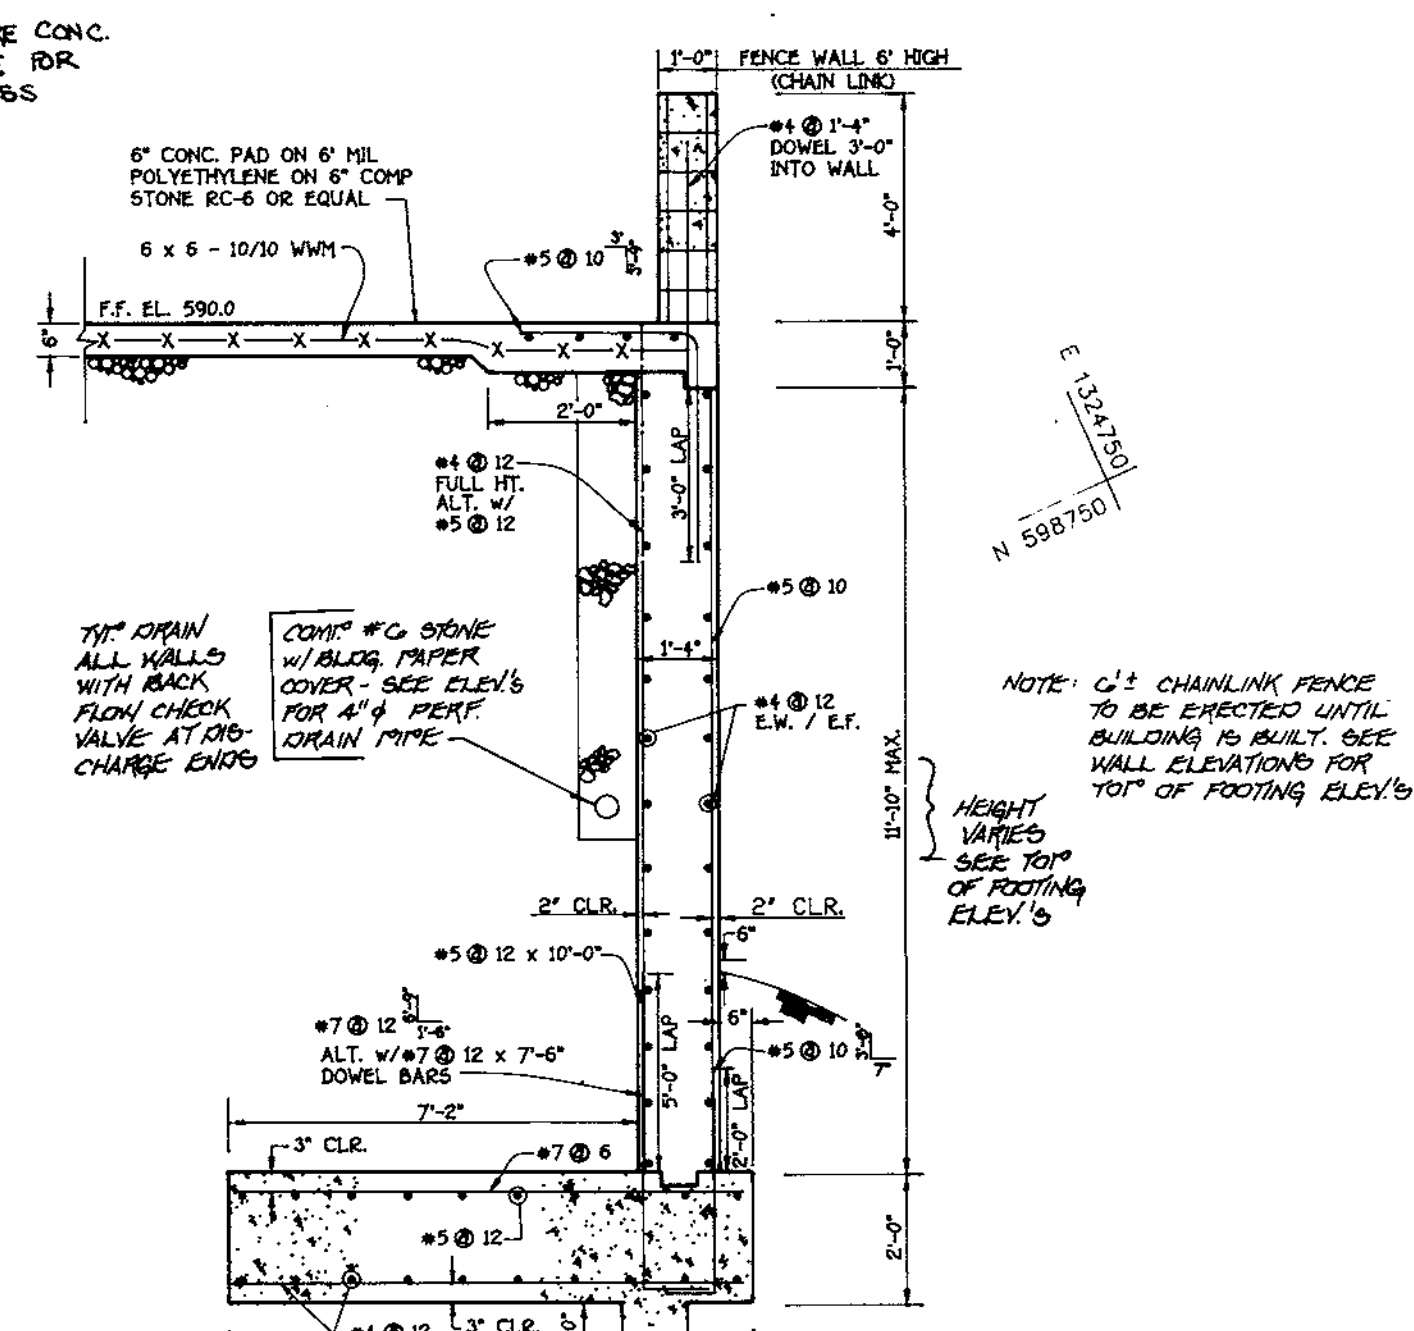 CONC.
FOR
1'-0"
FENCE WALL 6' HIGH
(CHAIN LINK)
#4 @ 1'-4"
DOWEL 3'-0"
INTO WALL
6" CONC. PAD ON 6' MIL
POLYETHYLENE ON 6" COMP
STONE RC-6 OR EQUAL
6 x 6 - 10/10 WWM
#5 @ 10
3'
4'-0"
F.F. EL. 590.0
6"
1'-0"
2'-0"
E 1324750
N 598750
#4 @ 12
FULL HT.
ALT. w/
#5 @ 12
3'-0" LAP
#5 @ 10
TYP. DRAIN
ALL WALLS
WITH BACK
FLOW CHECK
VALVE AT DIS-
CHARGE ENDS
COMP. #6 STONE
W/ BLDG. PAPER
COVER - SEE ELEV.'S
FOR 4"φ PERF.
DRAIN PIPE
1'-4"
#4 @ 12
E.W. / E.F.
NOTE: 6'± CHAINLINK FENCE
TO BE ERECTED UNTIL
BUILDING IS BUILT. SEE
WALL ELEVATIONS FOR
TOP OF FOOTING ELEV.'S
11'-10" MAX.
HEIGHT
VARIES
SEE TOP
OF FOOTING
ELEV.'S
2" CLR.
2" CLR.
6"
#5 @ 12 x 10'-0"
#7 @ 12
6'-9"
1'-6"
ALT. w/ #7 @ 12 x 7'-6"
DOWEL BARS
5'-0" LAP
6"
#5 @ 10
7"
2'-0" LAP
7'-2"
3" CLR.
#7 @ 6
#5 @ 12
2'-0"
#4 @ 12
3" CLR.